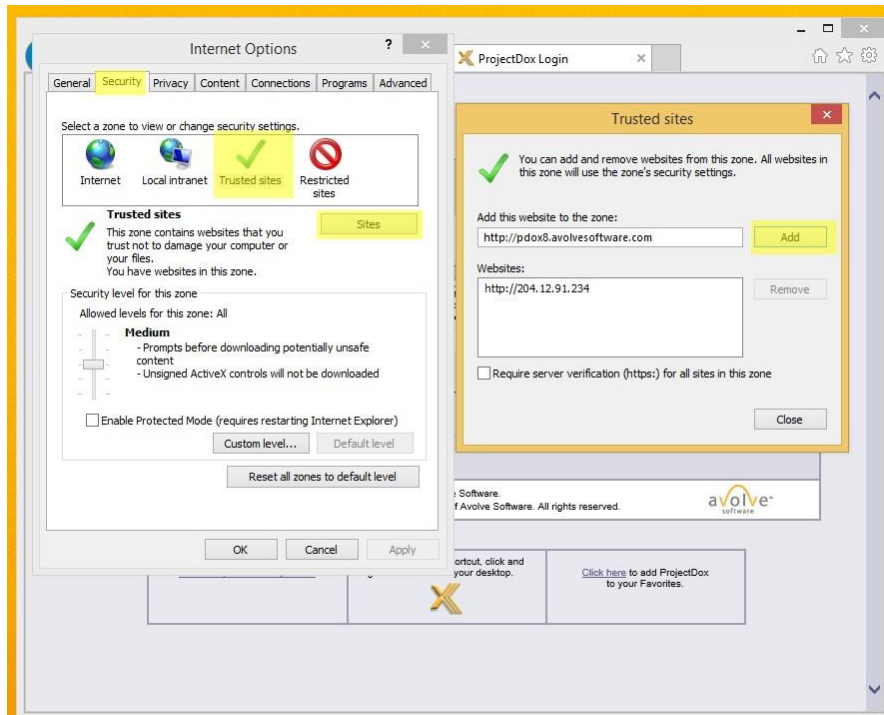 Internet Options
?
General Security Privacy Content Connections Programs Advanced
Select a zone to view or change security settings.
Internet Local intranet Trusted sites Restricted sites
Trusted sites
This zone contains websites that you
trust not to damage your computer or
your files.
You have websites in this zone.
Sites
Security level for this zone
Allowed levels for this zone: All
Medium
- Prompts before downloading potentially unsafe
content
- Unsigned ActiveX controls will not be downloaded
Enable Protected Mode (requires restarting Internet Explorer)
Custom level... Default level
Reset all zones to default level
OK Cancel Apply
ProjectDox Login
Trusted sites
You can add and remove websites from this zone. All websites in
this zone will use the zone's security settings.
Add this website to the zone:
http://pdox8.avolvesoftware.com Add
Websites:
http://204.12.91.234 Remove
Require server verification (https:) for all sites in this zone
Close
Software.
f Avolve Software. All rights reserved.
avolve
software
ortcut, click and
your desktop.
Click here to add ProjectDox
to your Favorites.